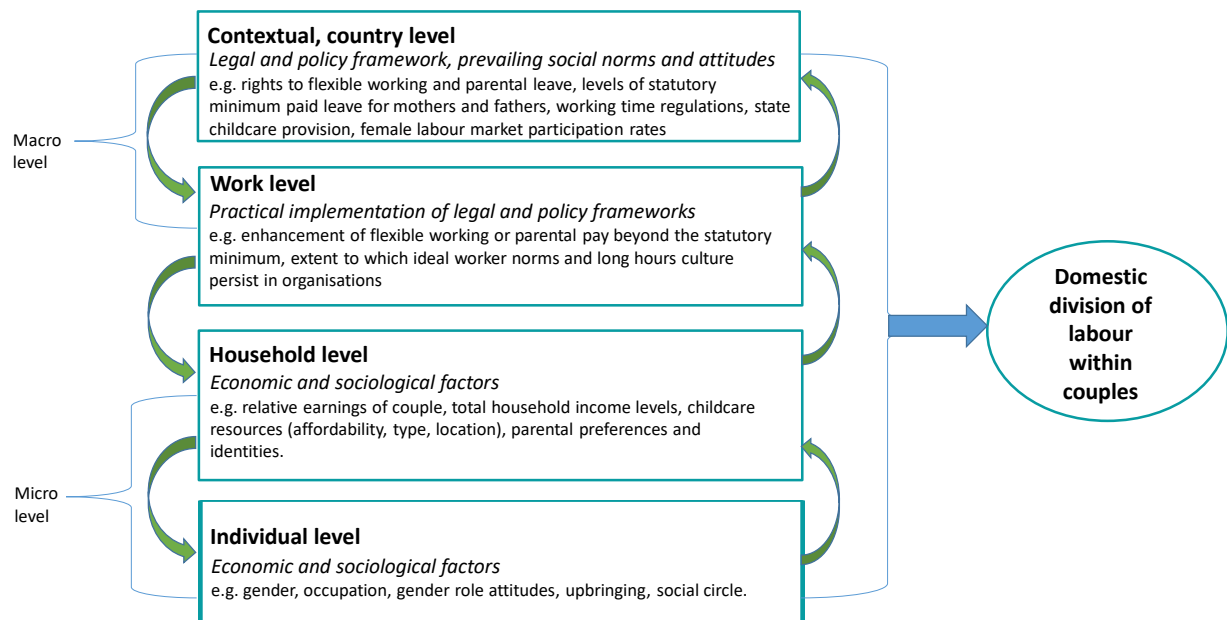 Contextual, country level
Legal and policy framework, prevailing social norms and attitudes
e.g. rights to flexible working and parental leave, levels of statutory
minimum paid leave for mothers and fathers, working time regulations, state
childcare provision, female labour market participation rates
Macro
level
Work level
Practical implementation of legal and policy frameworks
e.g. enhancement of flexible working or parental pay beyond the statutory
minimum, extent to which ideal worker norms and long hours culture
persist in organisations
Household level
Economic and sociological factors
e.g. relative earnings of couple, total household income levels, childcare
resources (affordability, type, location), parental preferences and
identities.
Micro
level
Individual level
Economic and sociological factors
e.g. gender, occupation, gender role attitudes, upbringing, social circle.
Domestic
division of
labour
within
couples